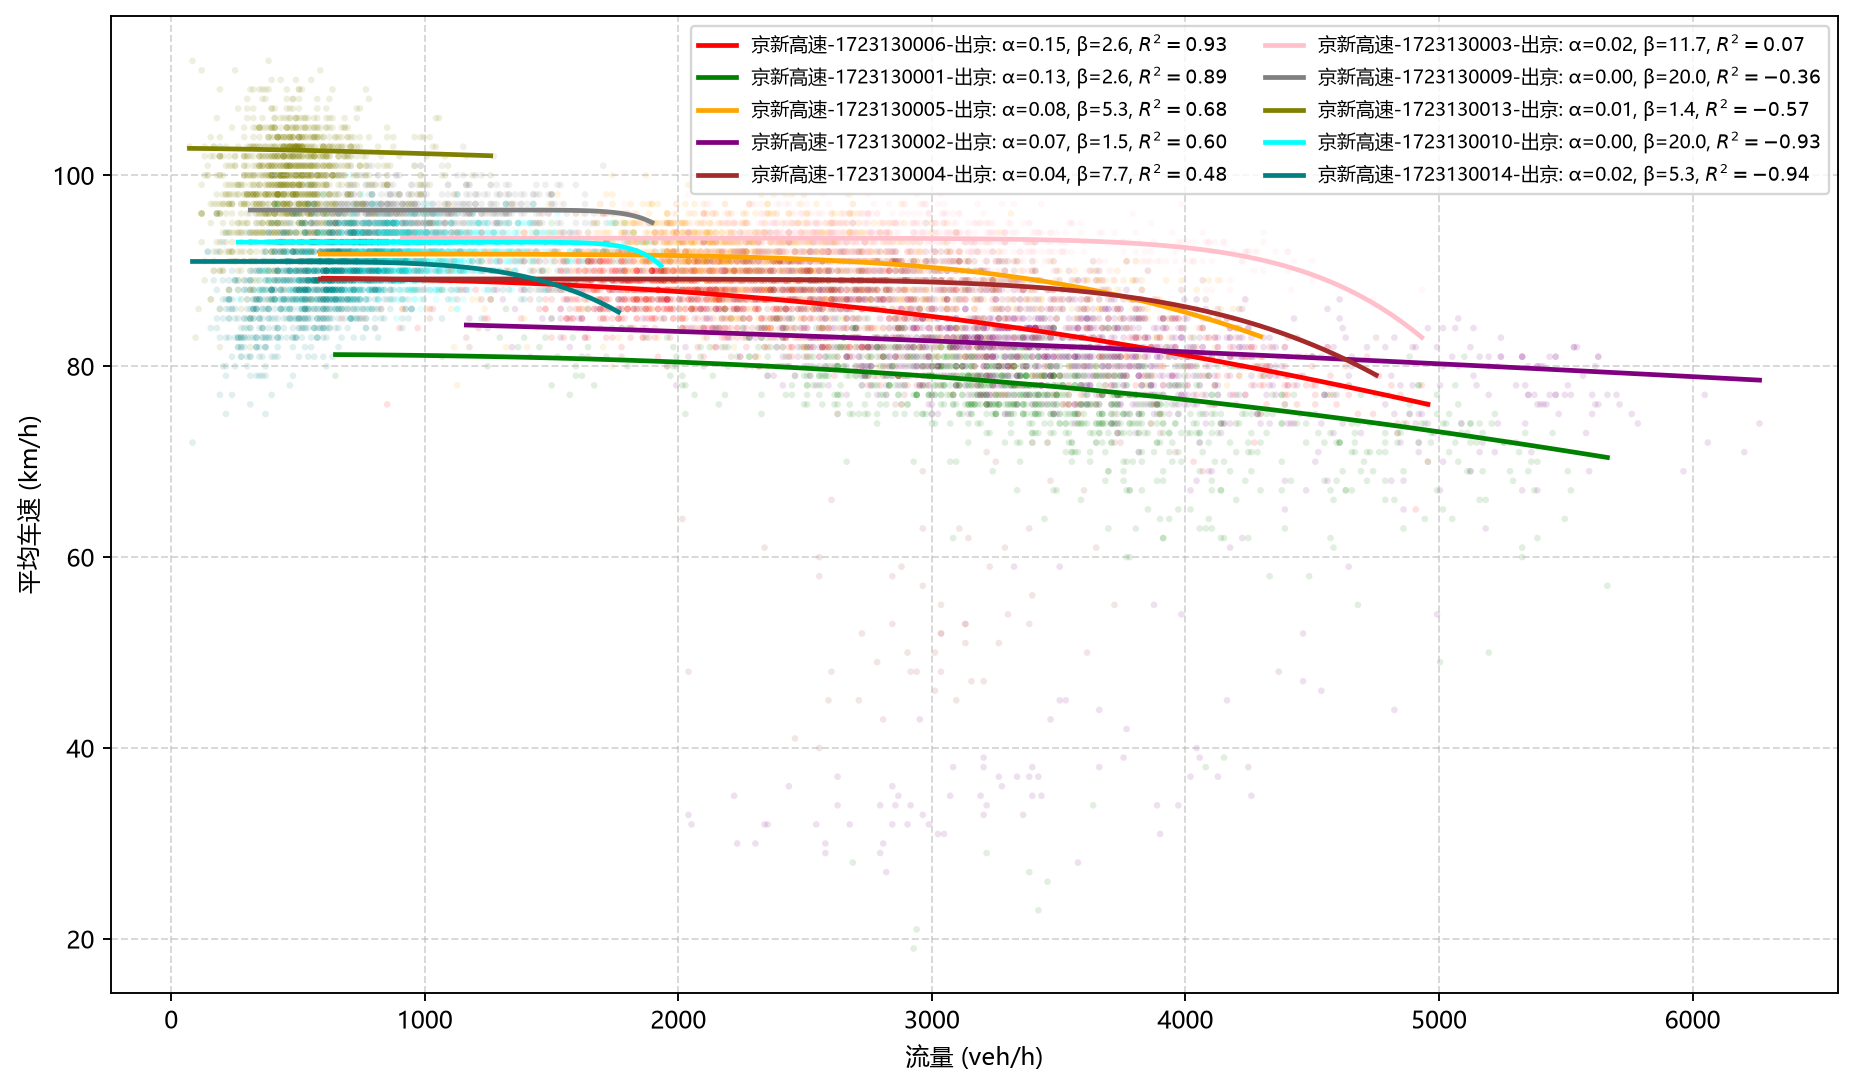 京新高速-1723130006-出京: α=0.15, β=2.6, R² = 0.93
京新高速-1723130001-出京: α=0.13, β=2.6, R² = 0.89
京新高速-1723130005-出京: α=0.08, β=5.3, R² = 0.68
京新高速-1723130002-出京: α=0.07, β=1.5, R² = 0.60
京新高速-1723130004-出京: α=0.04, β=7.7, R² = 0.48
京新高速-1723130003-出京: α=0.02, β=11.7, R² = 0.07
京新高速-1723130009-出京: α=0.00, β=20.0, R² = −0.36
京新高速-1723130013-出京: α=0.01, β=1.4, R² = −0.57
京新高速-1723130010-出京: α=0.00, β=20.0, R² = −0.93
京新高速-1723130014-出京: α=0.02, β=5.3, R² = −0.94
平均车速 (km/h)
100
80
60
40
20
0 1000 2000 3000 4000 5000 6000
流量 (veh/h)